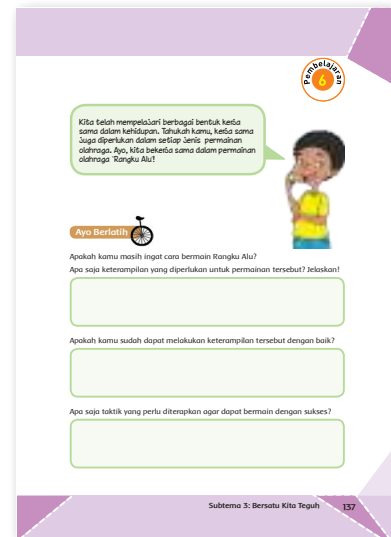 Pembelajaran
6
Kita telah mempelajari berbagai bentuk kerja
sama dalam kehidupan. Tahukah kamu, kerja sama
juga diperlukan dalam setiap jenis permainan
olahraga. Ayo, kita bekerja sama dalam permainan
olahraga 'Rangku Alu'!
Ayo Berlatih
Apakah kamu masih ingat cara bermain Rangku Alu?
Apa saja keterampilan yang diperlukan untuk permainan tersebut? Jelaskan!
Apakah kamu sudah dapat melakukan keterampilan tersebut dengan baik?
Apa saja taktik yang perlu diterapkan agar dapat bermain dengan sukses?
Subtema 3: Bersatu Kita Teguh 137